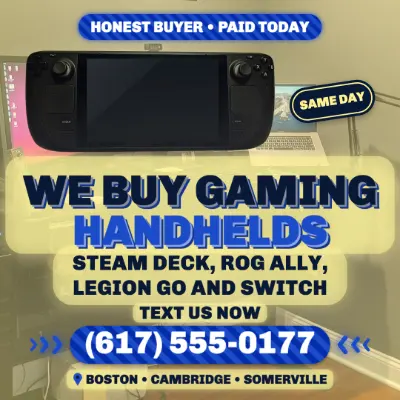 HONEST BUYER • PAID TODAY
SAME DAY
WE BUY GAMING
HANDHELDS
STEAM DECK, ROG ALLY,
LEGION GO AND SWITCH
TEXT US NOW
(617) 555-0177
BOSTON • CAMBRIDGE • SOMERVILLE